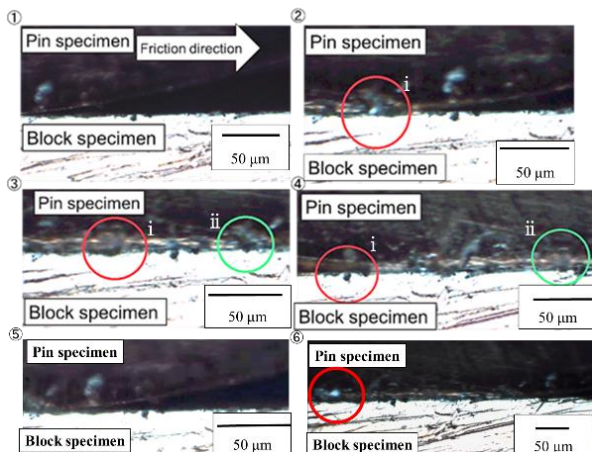 ①
Pin specimen
Friction direction
Block specimen
50 μm
②
Pin specimen
i
Block specimen
50 μm
③
Pin specimen
i
ii
Block specimen
50 μm
④
Pin specimen
i
ii
Block specimen
50 μm
⑤
Pin specimen
Block specimen
50 μm
⑥
Pin specimen
Block specimen
50 μm